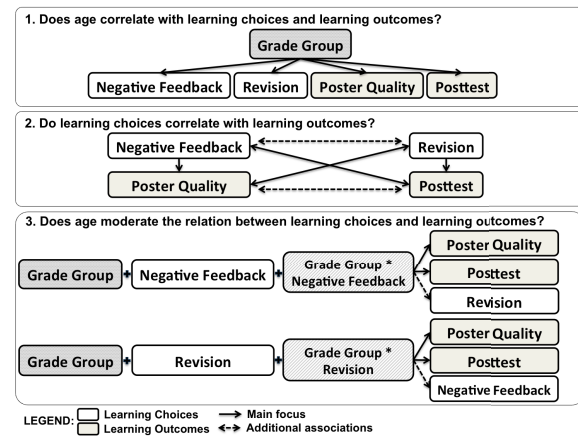 1. Does age correlate with learning choices and learning outcomes?
Grade Group
Negative Feedback Revision Poster Quality Posttest
2. Do learning choices correlate with learning outcomes?
Negative Feedback Revision
Poster Quality Posttest
3. Does age moderate the relation between learning choices and learning outcomes?
Poster Quality
Grade Group + Negative Feedback + Grade Group * Negative Feedback
Posttest
Revision
Poster Quality
Grade Group + Revision + Grade Group * Revision
Posttest
Negative Feedback
LEGEND: Learning Choices Main focus
Learning Outcomes Additional associations